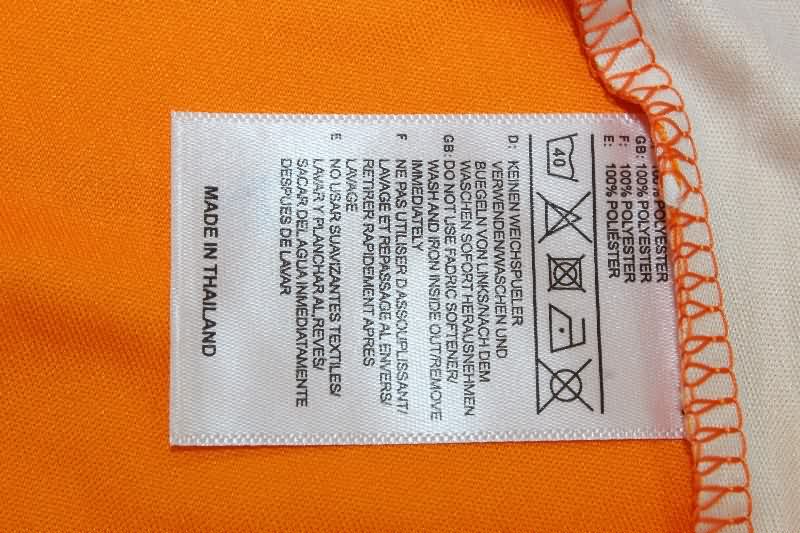 100% POLYESTER
GB: 100% POLYESTER
F: 100% POLYESTER
E: 100% POLIESTER
40
D: KEINEN WEICHSPUELER
VERWENDEN/WASCHEN UND
BUEGELN VON LINKS/NACH DEM
WASCHEN SOFORT HERAUSNEHMEN
GB: DO NOT USE FADRIC SOFTENER/
WASH AND IRON INSIDE OUT/REMOVE
IMMEDIATELY
F NE PAS UTILISER D ASSOUPLISSANT/
LAVAGE ET REPASSAGE AL ENVERS/
RETIRER RAPIDEMENT APRES
LAVAGE
E NO USAR SUAVIZANTES TEXTILES/
LAVAR Y PLANCHAR AL,REVES/
SACAR DEL AGUA INMEDIATAMENTE
DESPUES DE LAVAR
MADE IN THAILAND